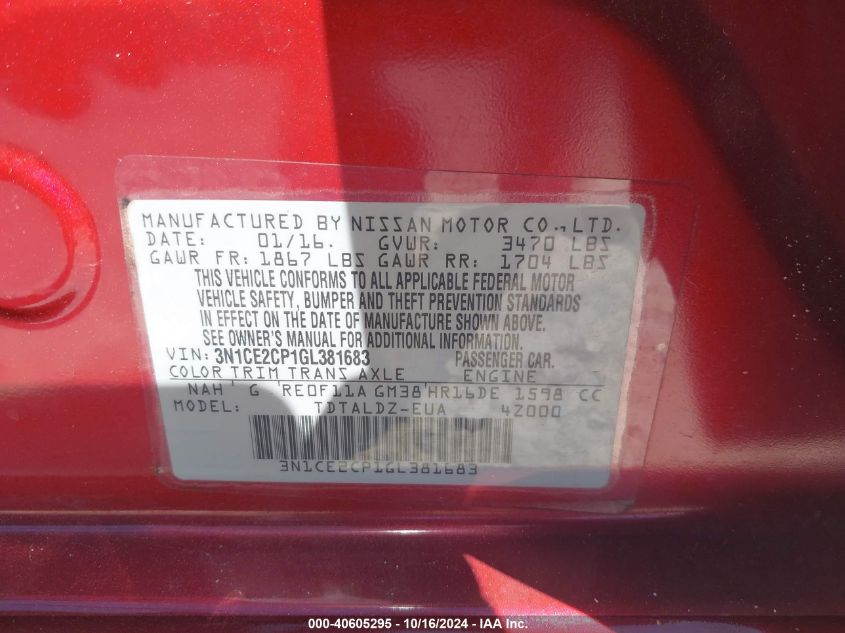 MANUFACTURED BY NISSAN MOTOR CO.,LTD.
DATE: 01/16. GVWR: 3470 LBS
GAWR FR: 1867 LBS GAWR RR: 1704 LBS
THIS VEHICLE CONFORMS TO ALL APPLICABLE FEDERAL MOTOR
VEHICLE SAFETY, BUMPER AND THEFT PREVENTION STANDARDS
IN EFFECT ON THE DATE OF MANUFACTURE SHOWN ABOVE.
SEE OWNER'S MANUAL FOR ADDITIONAL INFORMATION.
VIN: 3N1CE2CP1GL381683 PASSENGER CAR.
COLOR TRIM TRANS AXLE ENGINE
NAH ' G 'RE0F11A GM38'HR16DE 1598 CC
MODEL: TDTALDZ-EUA 4Z000
3N1CE2CP1GL381683
000-40605295 - 10/16/2024 - IAA Inc.